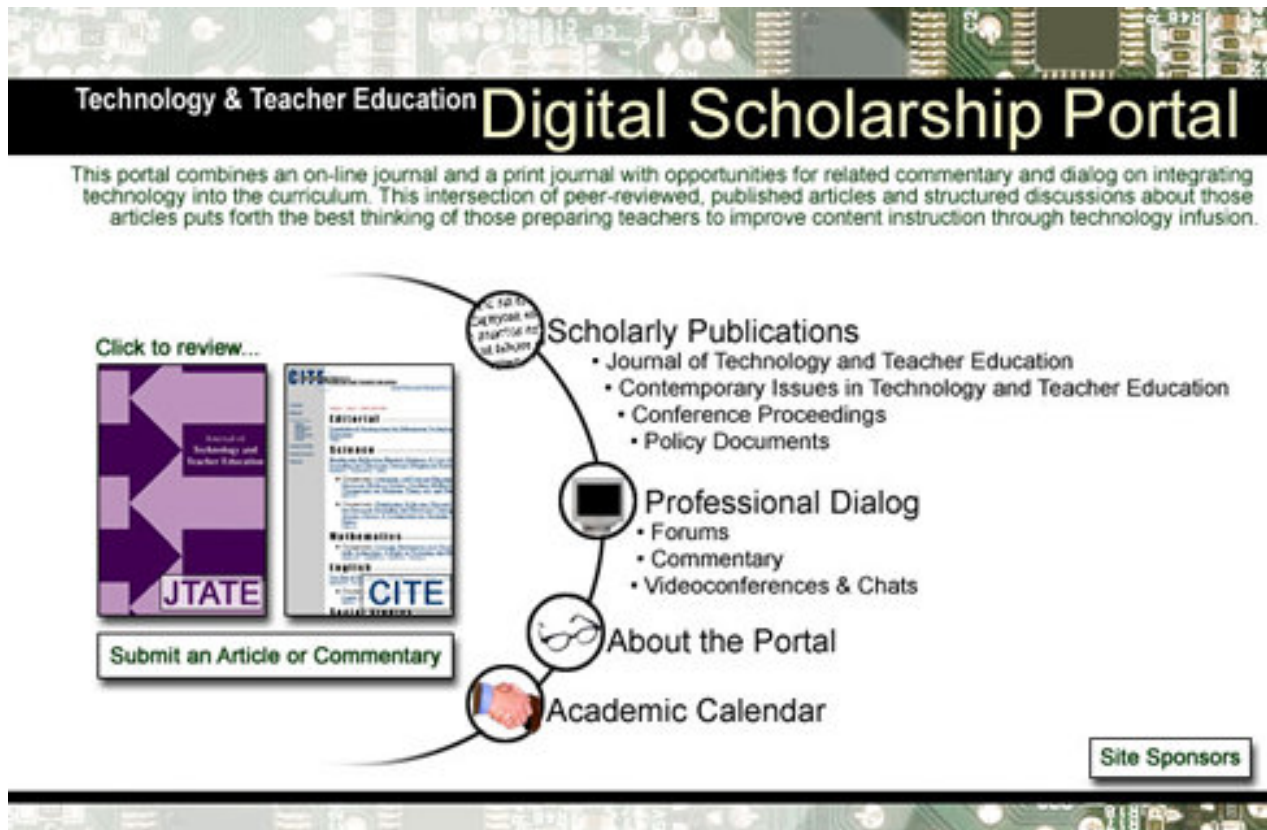 Technology & Teacher Education Digital Scholarship Portal
This portal combines an on-line journal and a print journal with opportunities for related commentary and dialog on integrating
technology into the curriculum. This intersection of peer-reviewed, published articles and structured discussions about those
articles puts forth the best thinking of those preparing teachers to improve content instruction through technology infusion.
Click to review...
Journal of
Technology and
Teacher Education
JTATE
CITE
Editorial
Science
Mathematics
English
Social Studies
CITE
Submit an Article or Commentary
Scholarly Publications
• Journal of Technology and Teacher Education
• Contemporary Issues in Technology and Teacher Education
• Conference Proceedings
• Policy Documents
Professional Dialog
• Forums
• Commentary
• Videoconferences & Chats
About the Portal
Academic Calendar
Site Sponsors